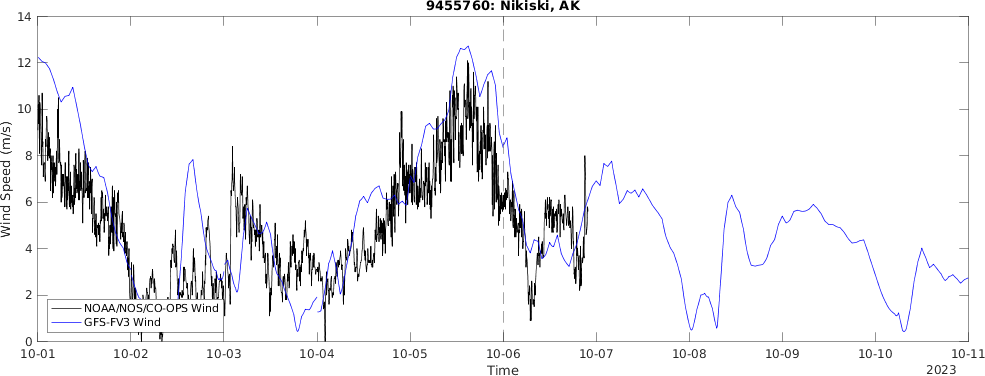 9455760: Nikiski, AK
14
12
10
8
6
4
2
0
Wind Speed (m/s)
NOAA/NOS/CO-OPS Wind
GFS-FV3 Wind
10-01 10-02 10-03 10-04 10-05 10-06 10-07 10-08 10-09 10-10 10-11
Time
2023